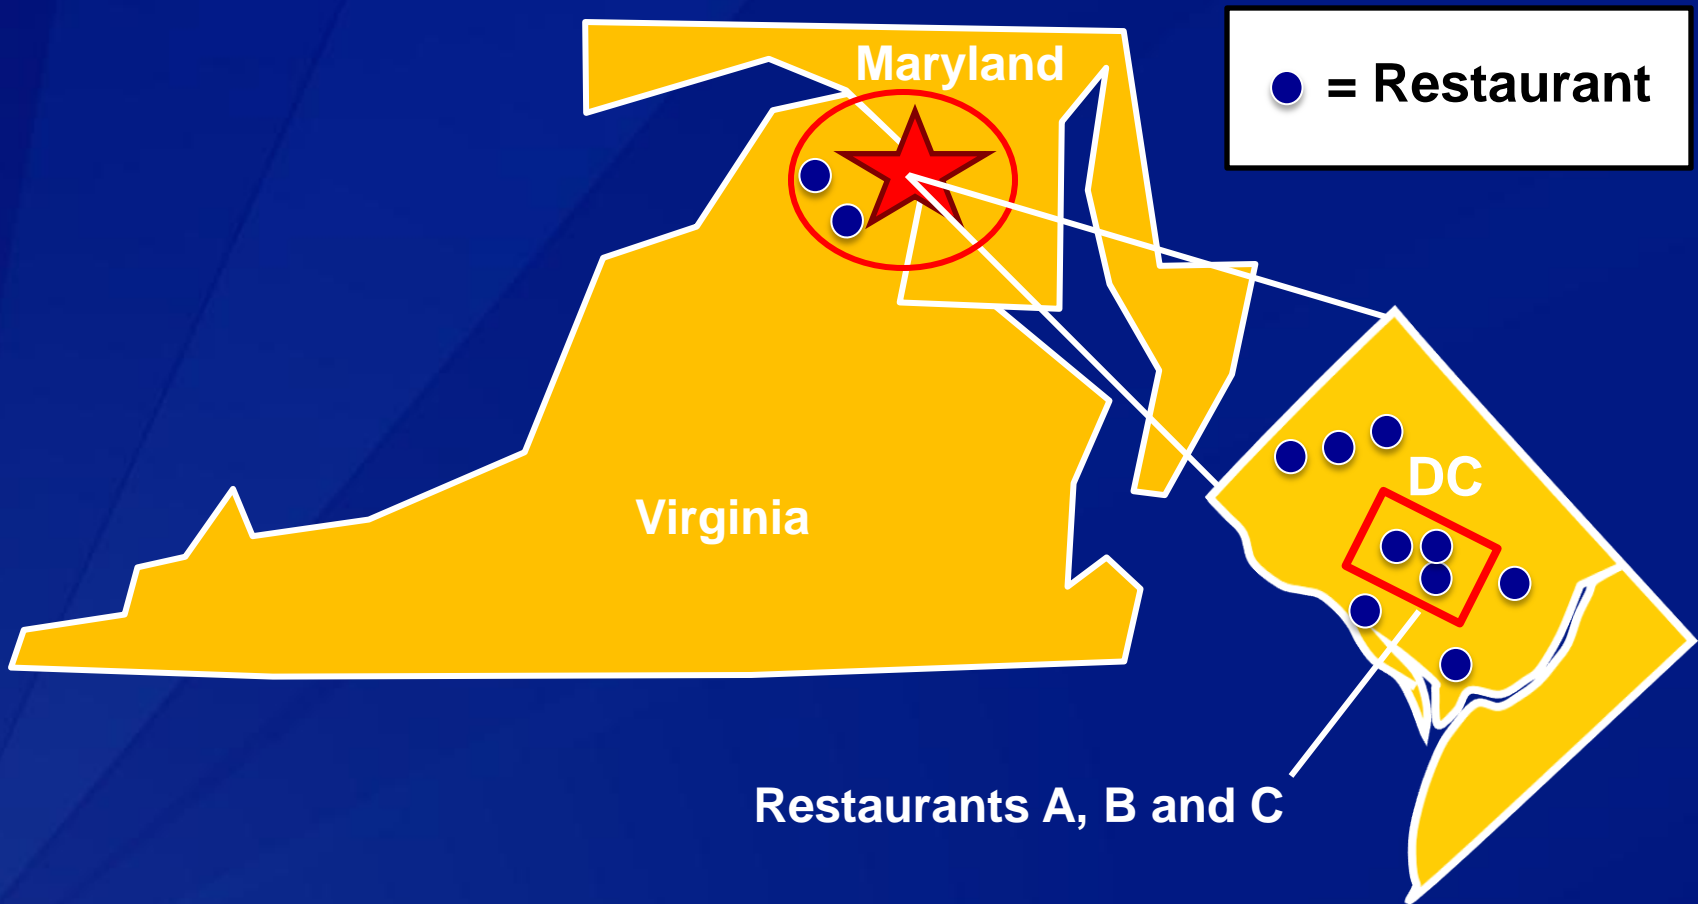 Maryland
= Restaurant
DC
Virginia
Restaurants A, B and C